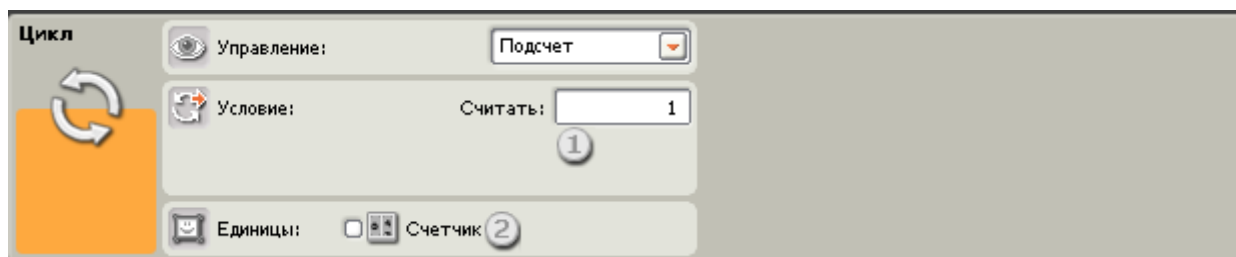 Цикл
Управление: Подсчет
Условие: Считать: 1
1
Единицы: Счетчик 2